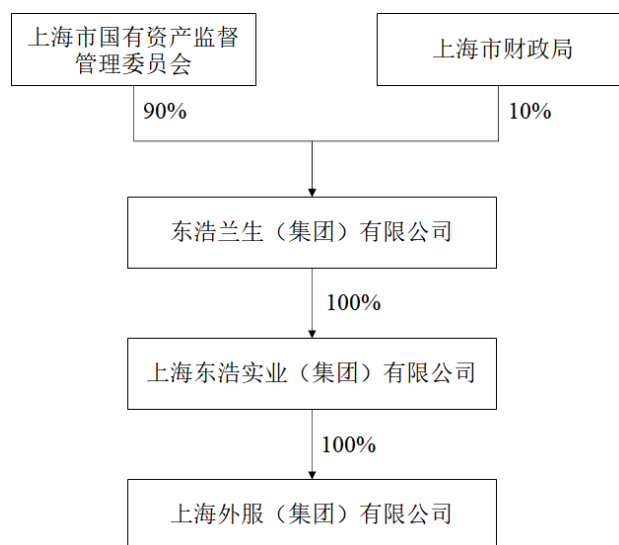 上海市国有资产监督
管理委员会
上海市财政局
90%
10%
东浩兰生（集团）有限公司
100%
上海东浩实业（集团）有限公司
100%
上海外服（集团）有限公司